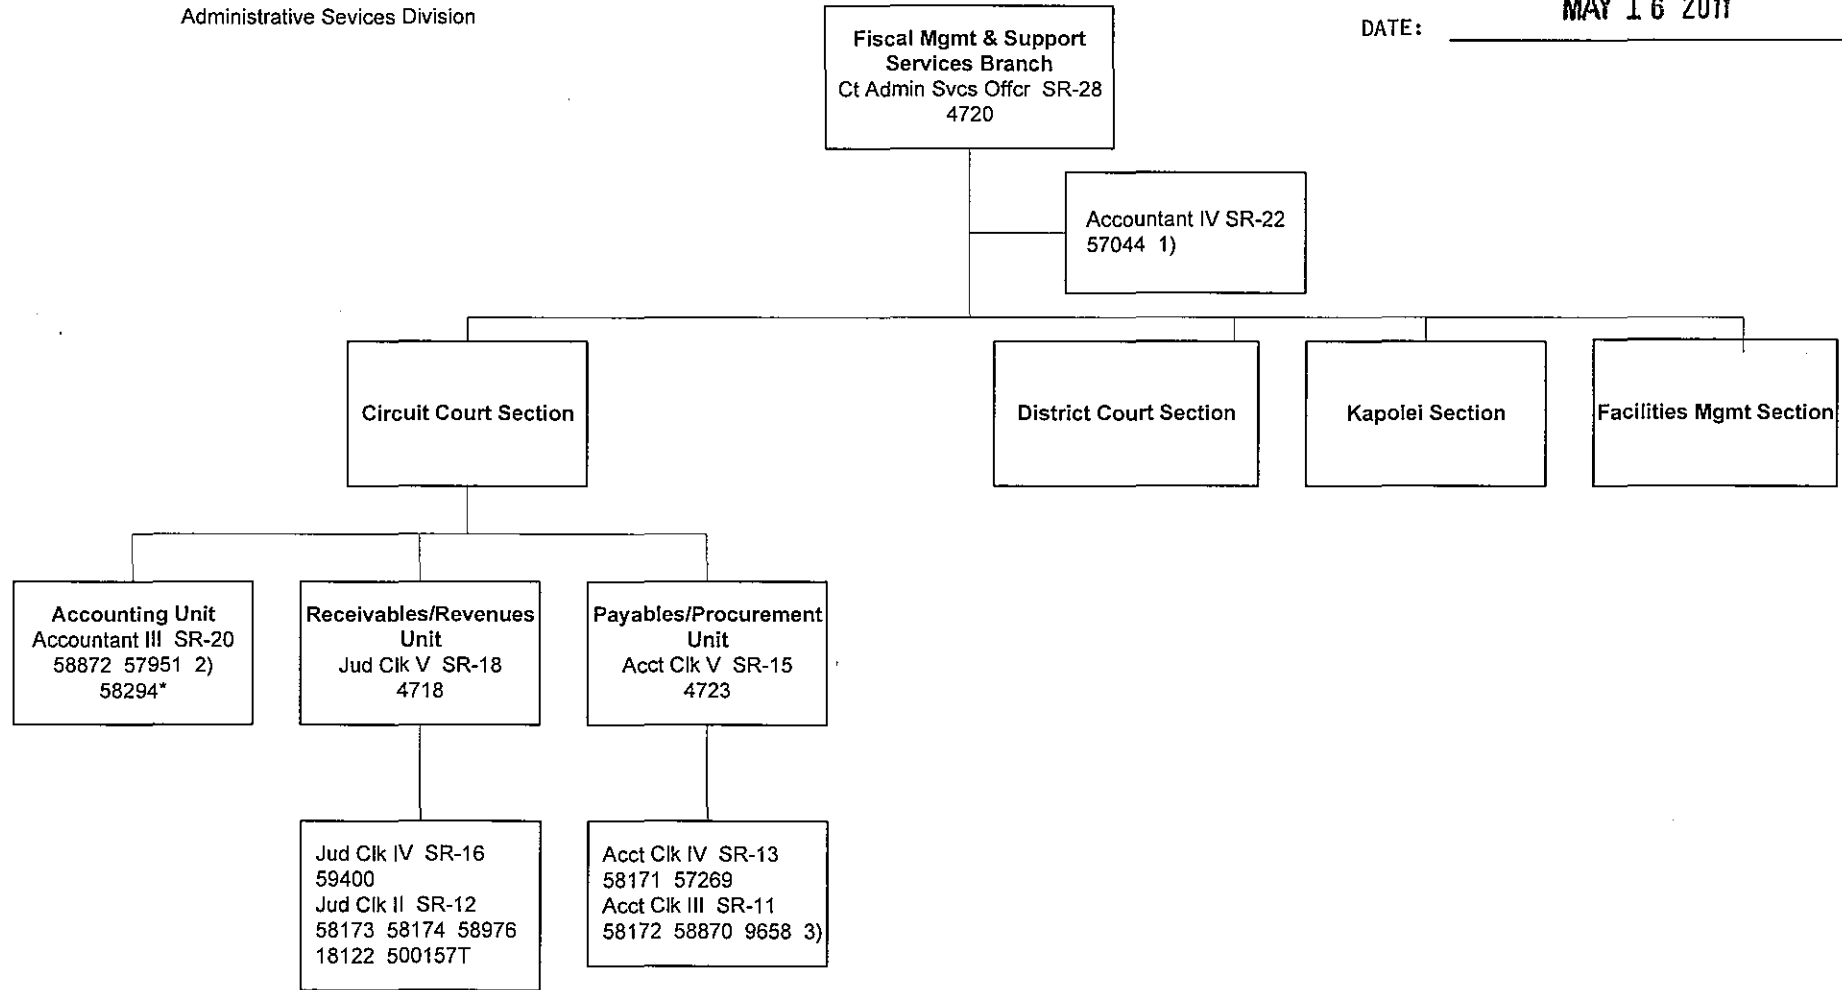 Administrative Sevices Division
DATE: MAY 16 2011
Fiscal Mgmt & Support
Services Branch
Ct Admin Svcs Offcr SR-28
4720
Accountant IV SR-22
57044 1)
Circuit Court Section
District Court Section
Kapolei Section
Facilities Mgmt Section
Accounting Unit
Accountant III SR-20
58872 57951 2)
58294*
Receivables/Revenues
Unit
Jud Clk V SR-18
4718
Payables/Procurement
Unit
Acct Clk V SR-15
4723
Jud Clk IV SR-16
59400
Jud Clk II SR-12
58173 58174 58976
18122 500157T
Acct Clk IV SR-13
58171 57269
Acct Clk III SR-11
58172 58870 9658 3)